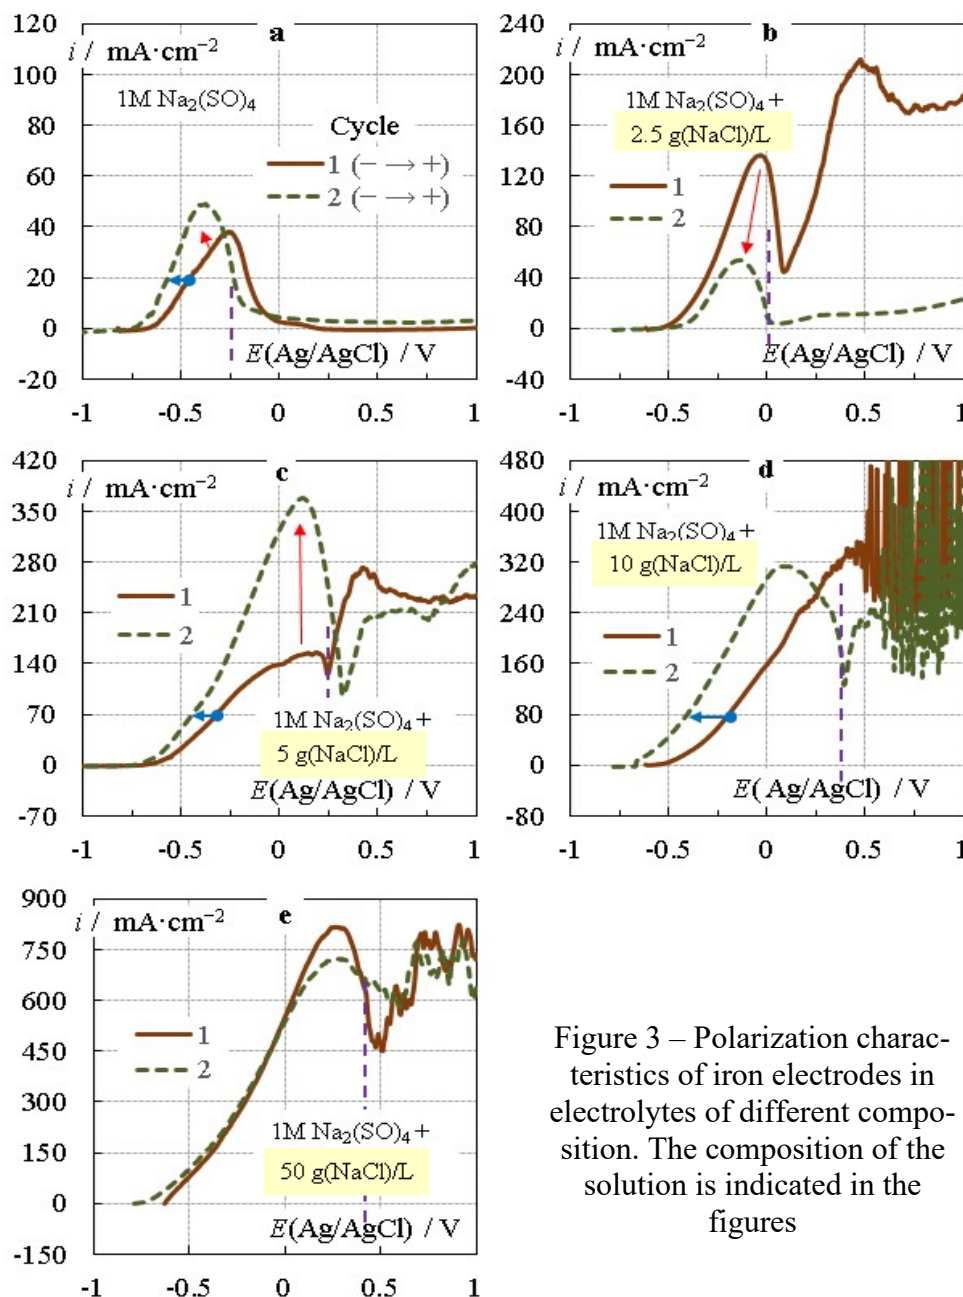 a
i / mA·cm⁻²
1M Na₂(SO)₄
Cycle
1 (− → +)
2 (− → +)
E(Ag/AgCl) / V
120
100
80
60
40
20
0
-20
-1
-0.5
0
0.5
1
b
i / mA·cm⁻²
1M Na₂(SO)₄ +
2.5 g(NaCl)/L
1
2
E(Ag/AgCl) / V
240
200
160
120
80
40
0
-40
-1
-0.5
0
0.5
1
c
i / mA·cm⁻²
1
2
1M Na₂(SO)₄ +
5 g(NaCl)/L
E(Ag/AgCl) / V
420
350
280
210
140
70
0
-70
-1
-0.5
0
0.5
1
d
i / mA·cm⁻²
1M Na₂(SO)₄ +
10 g(NaCl)/L
1
2
E(Ag/AgCl) / V
480
400
320
240
160
80
0
-80
-1
-0.5
0
0.5
1
e
i / mA·cm⁻²
1
2
1M Na₂(SO)₄ +
50 g(NaCl)/L
E(Ag/AgCl) / V
900
750
600
450
300
150
0
-150
-1
-0.5
0
0.5
1
Figure 3 – Polarization charac-
teristics of iron electrodes in
electrolytes of different compo-
sition. The composition of the
solution is indicated in the
figures